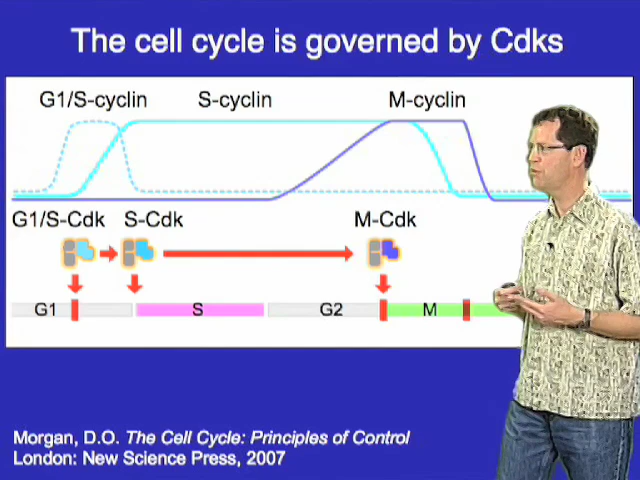 The cell cycle is governed by Cdks
G1/S-cyclin S-cyclin M-cyclin
G1/S-Cdk S-Cdk M-Cdk
G1 S G2 M
Morgan, D.O. The Cell Cycle: Principles of Control
London: New Science Press, 2007